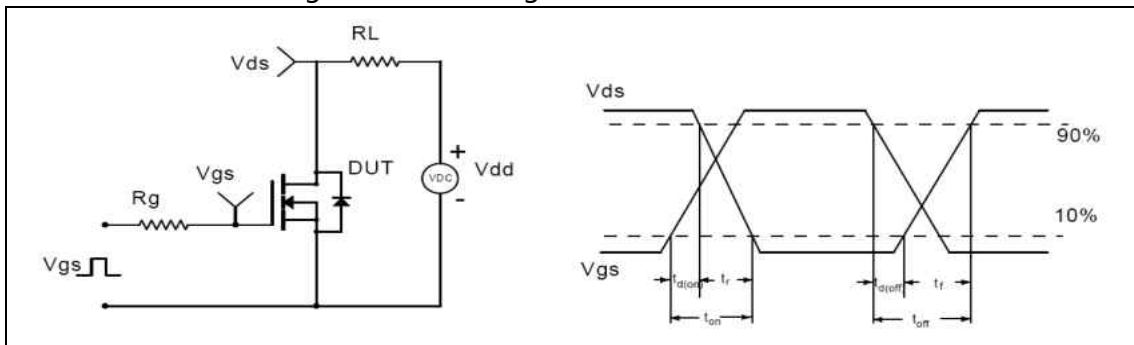 RL
Vds
Vgs
DUT
VDC
+
Vdd
-
Rg
Vgs
Vds
90%
10%
Vgs
td(on)
tr
td(off)
tf
ton
toff